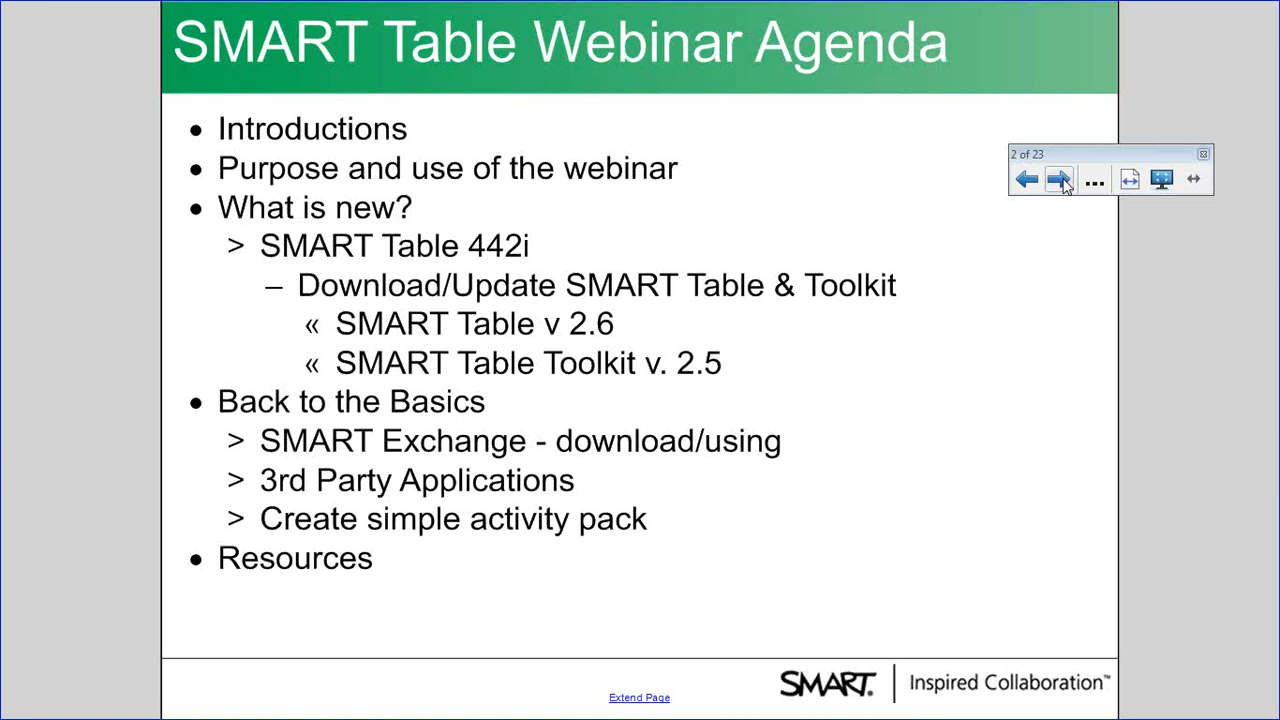 SMART Table Webinar Agenda
• Introductions
• Purpose and use of the webinar
• What is new?
> SMART Table 442i
– Download/Update SMART Table & Toolkit
« SMART Table v 2.6
« SMART Table Toolkit v. 2.5
• Back to the Basics
> SMART Exchange - download/using
> 3rd Party Applications
> Create simple activity pack
• Resources
2 of 23
...
Extend Page
SMART.
Inspired Collaboration™